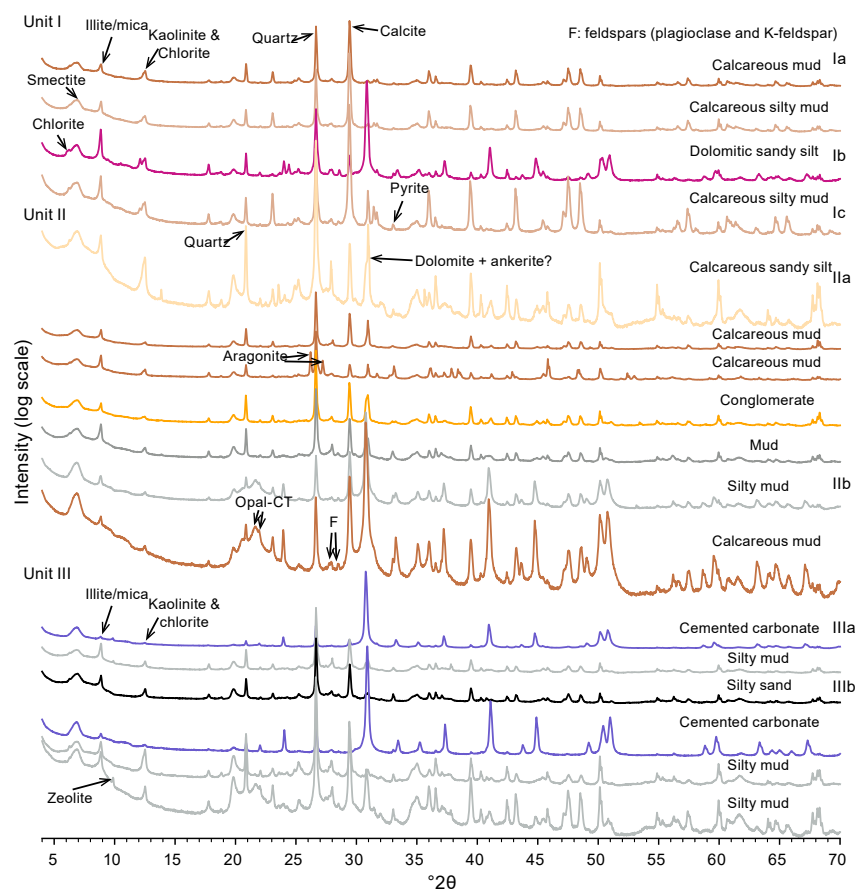 Unit I
Illite/mica
Kaolinite &
Chlorite
Quartz
Calcite
F: feldspars (plagioclase and K-feldspar)
Ia
Calcareous mud
Smectite
Calcareous silty mud
Chlorite
Dolomitic sandy silt
Ib
Pyrite
Calcareous silty mud
Ic
Unit II
Quartz
Dolomite + ankerite?
Calcareous sandy silt
IIa
Calcareous mud
Aragonite
Calcareous mud
Conglomerate
Mud
Silty mud
IIb
Opal-CT
F
Calcareous mud
Unit III
Illite/mica
Kaolinite &
chlorite
Cemented carbonate
IIIa
Silty mud
Silty sand
IIIb
Cemented carbonate
Silty mud
Zeolite
Silty mud
Intensity (log scale)
5 10 15 20 25 30 35 40 45 50 55 60 65 70
°2θ